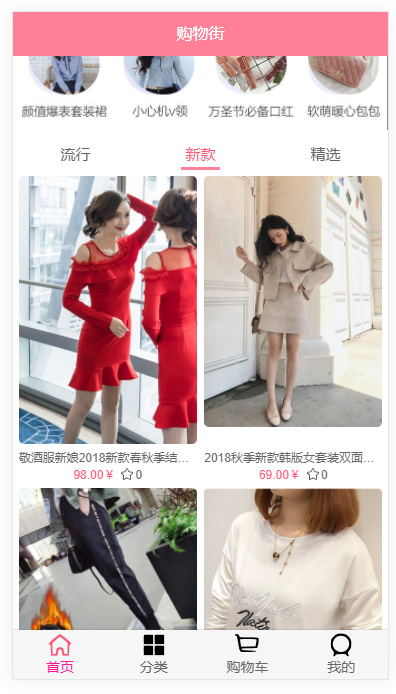 购物街
颜值爆表套装裙
小心机v领
万圣节必备口红
软萌暖心包包
流行
新款
精选
敬酒服新娘2018新款春秋季结...
2018秋季新款韩版女套装双面...
98.00 ¥ 0
69.00 ¥ 0
首页
分类
购物车
我的